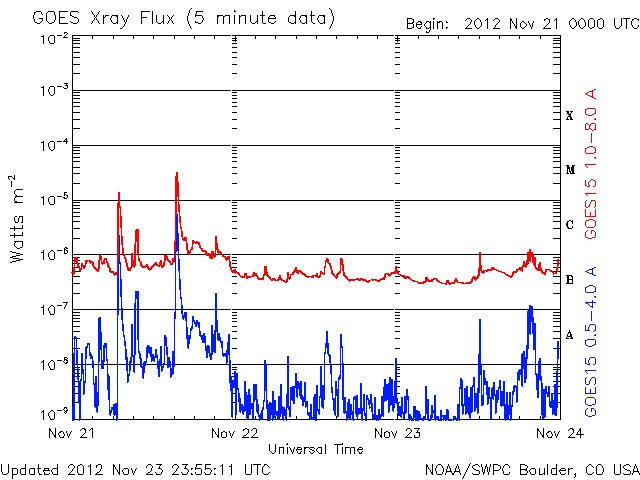 GOES Xray Flux (5 minute data)
Begin: 2012 Nov 21 0000 UTC
10⁻²
10⁻³
10⁻⁴
10⁻⁵
10⁻⁶
10⁻⁷
10⁻⁸
10⁻⁹
Watts m⁻²
X
M
C
B
A
GOES15 1.0–8.0 A
GOES15 0.5–4.0 A
Nov 21
Nov 22
Nov 23
Nov 24
Universal Time
Updated 2012 Nov 23 23:55:11 UTC
NOAA/SWPC Boulder, CO USA